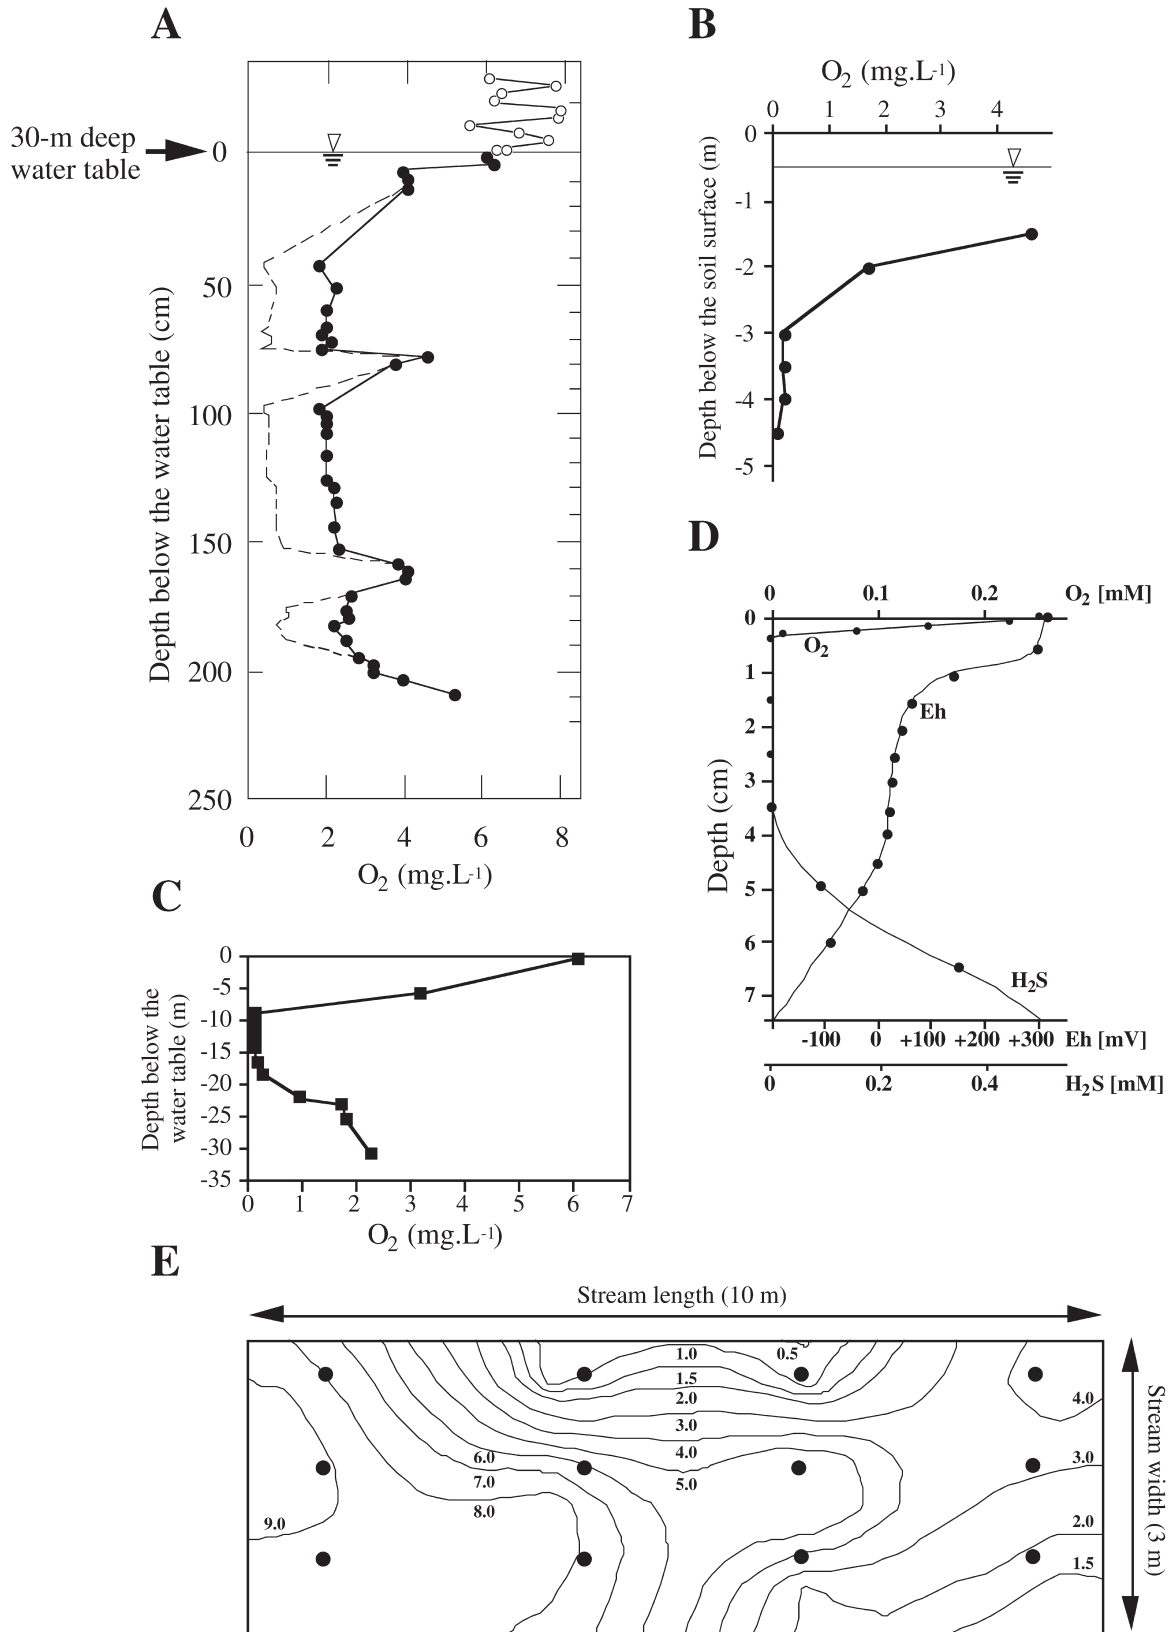 A
30-m deep
water table
0
50
100
150
200
250
Depth below the water table (cm)
0 2 4 6 8
O2 (mg.L-1)
B
O2 (mg.L-1)
0 1 2 3 4
0
-1
-2
-3
-4
-5
Depth below the soil surface (m)
C
0
-5
-10
-15
-20
-25
-30
-35
Depth below the
water table (m)
0 1 2 3 4 5 6 7
O2 (mg.L-1)
D
0 0.1 0.2 O2 [mM]
0
1
2
3
4
5
6
7
Depth (cm)
O2
Eh
H2S
-100 0 +100 +200 +300 Eh [mV]
0 0.2 0.4 H2S [mM]
E
Stream length (10 m)
Stream width (3 m)
1.0
0.5
1.5
2.0
4.0
3.0
4.0
6.0
3.0
7.0
5.0
8.0
9.0
2.0
1.5